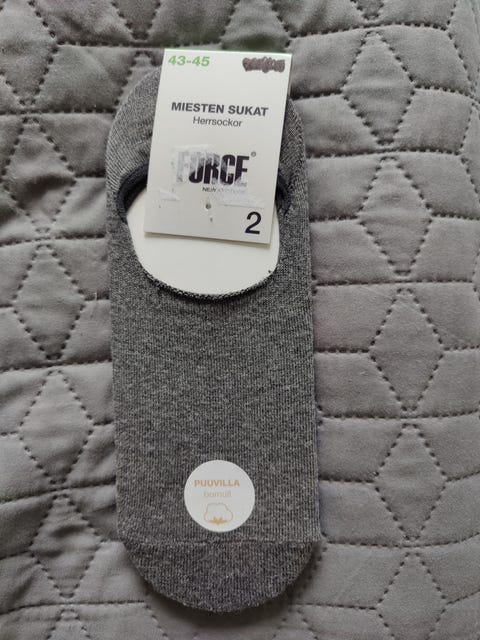 43-45
MIESTEN SUKAT
Herrsockor
FORCE®
2
PUUVILLA
bomull